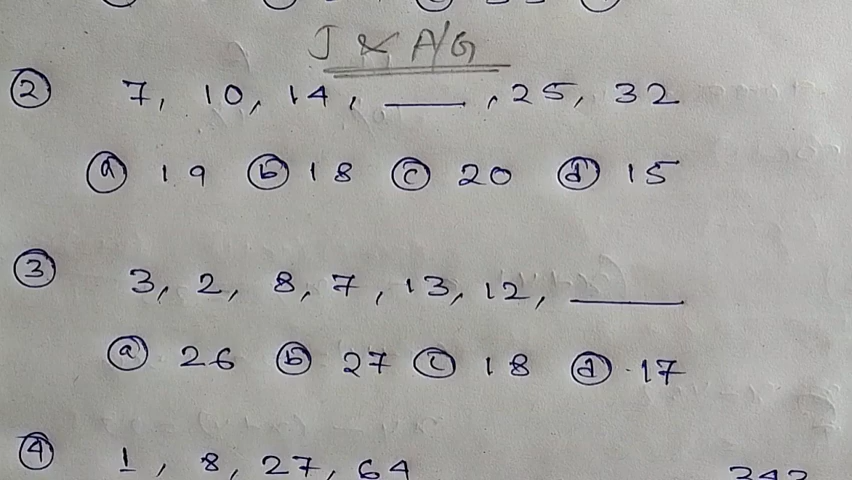 J & A/G
② 7, 10, 14, ____, 25, 32
ⓐ 19 ⓑ 18 ⓒ 20 ⓓ 15
③ 3, 2, 8, 7, 13, 12, ____
ⓐ 26 ⓑ 27 ⓒ 18 ⓓ 17
④ 1, 8, 27, 64 343